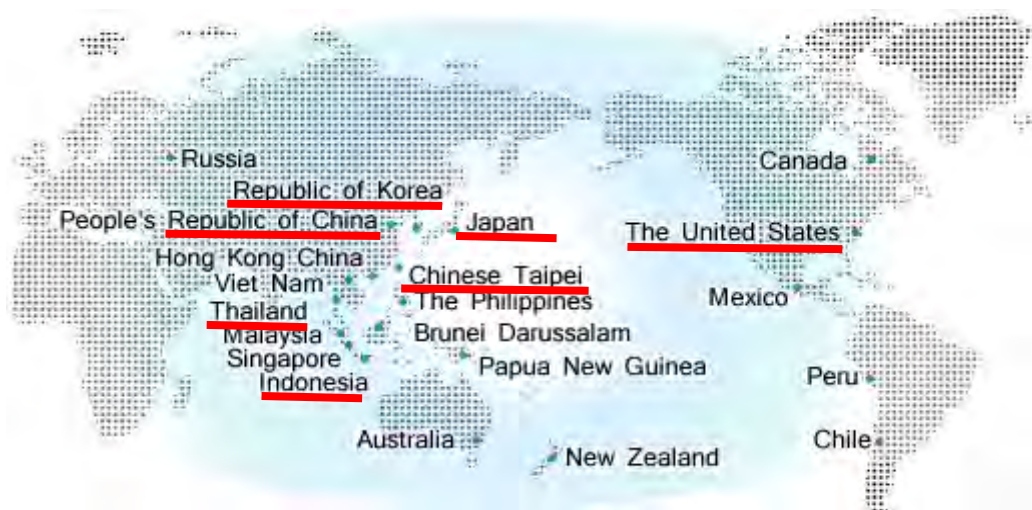 Russia
Canada
Republic of Korea
People's Republic of China
Japan
The United States
Hong Kong China
Chinese Taipei
Viet Nam
The Philippines
Mexico
Thailand
Malaysia
Brunei Darussalam
Singapore
Papua New Guinea
Indonesia
Peru
Australia
Chile
New Zealand